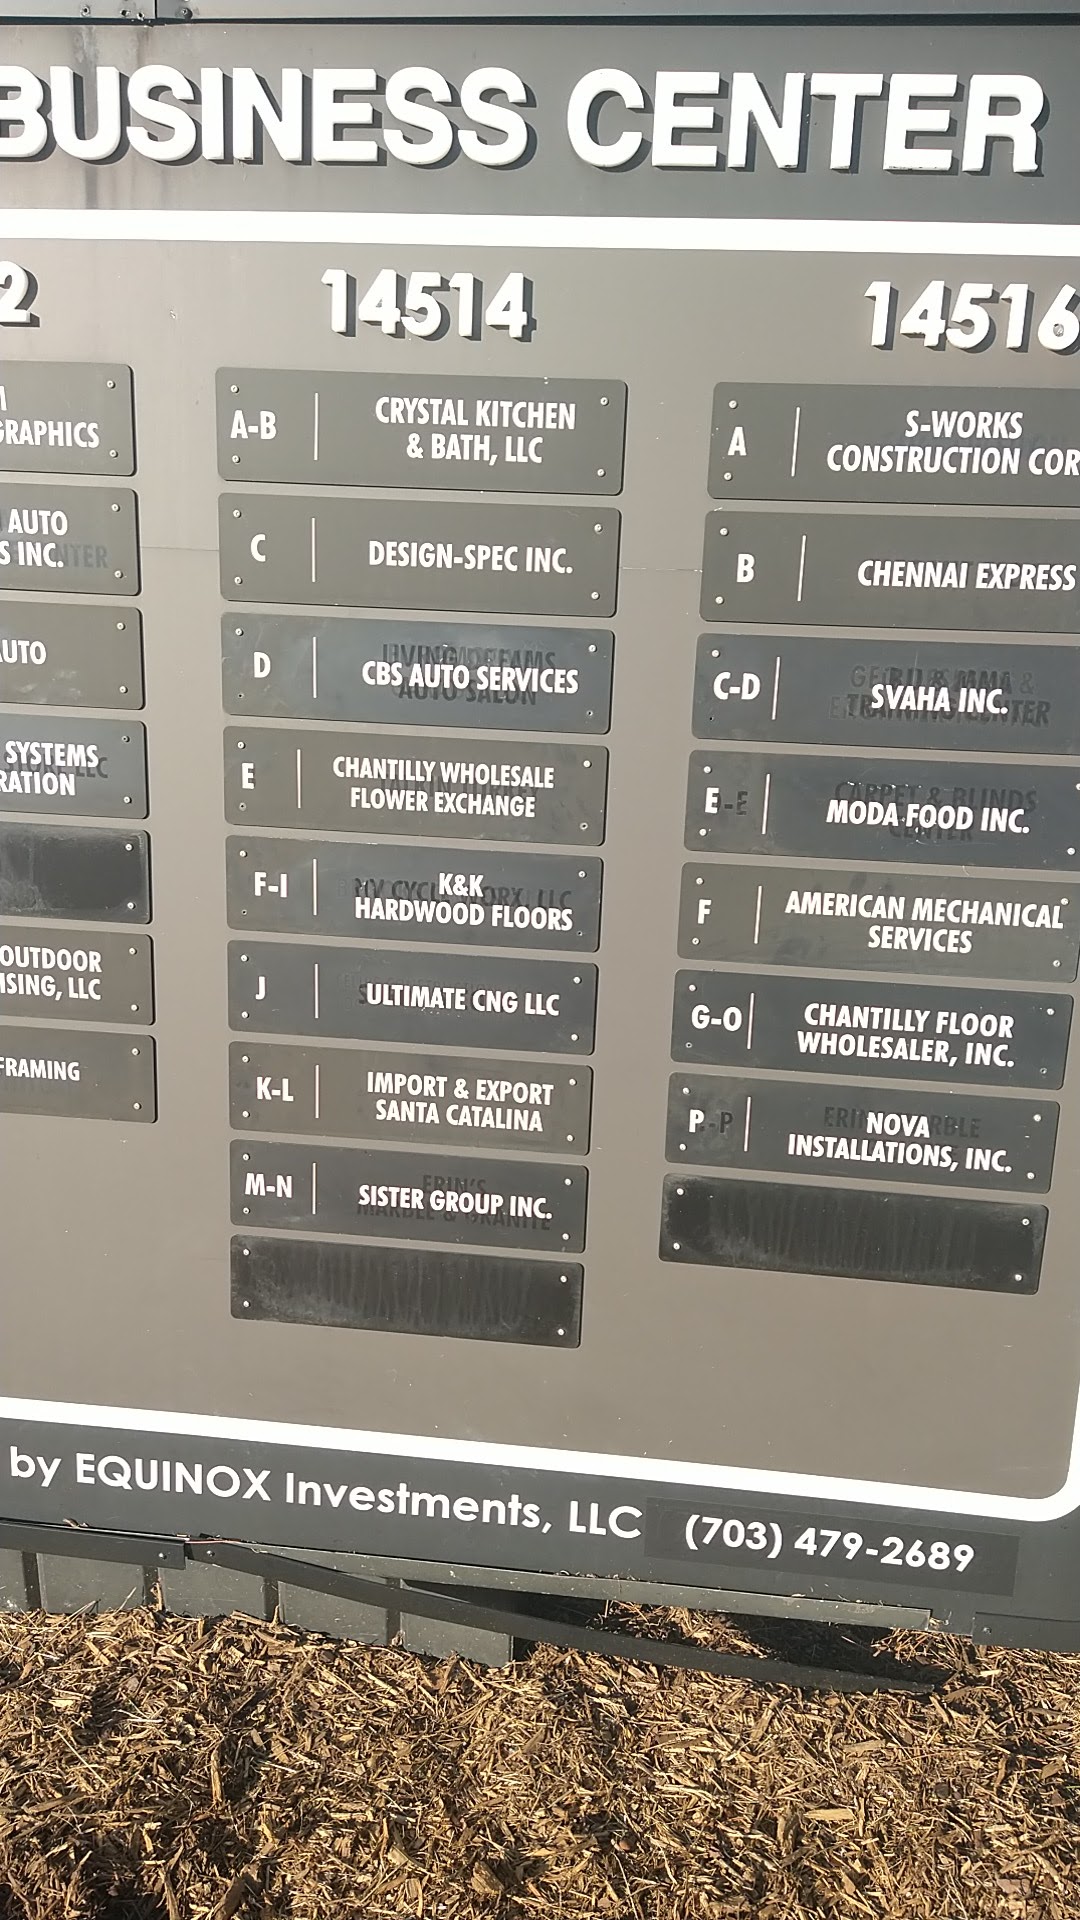 BUSINESS CENTER
2
GRAPHICS
AUTO
S INC.
AUTO
SYSTEMS
RATION
OUTDOOR
ISING, LLC
FRAMING
14514
A-B CRYSTAL KITCHEN
& BATH, LLC
C DESIGN-SPEC INC.
D CBS AUTO SERVICES
E CHANTILLY WHOLESALE
FLOWER EXCHANGE
F-I K&K
HARDWOOD FLOORS
J ULTIMATE CNG LLC
K-L IMPORT & EXPORT
SANTA CATALINA
M-N SISTER GROUP INC.
14516
A S-WORKS
CONSTRUCTION COR
B CHENNAI EXPRESS
C-D SVAHA INC.
E MODA FOOD INC.
F AMERICAN MECHANICAL
SERVICES
G-O CHANTILLY FLOOR
WHOLESALER, INC.
P NOVA
INSTALLATIONS, INC.
by EQUINOX Investments, LLC (703) 479-2689